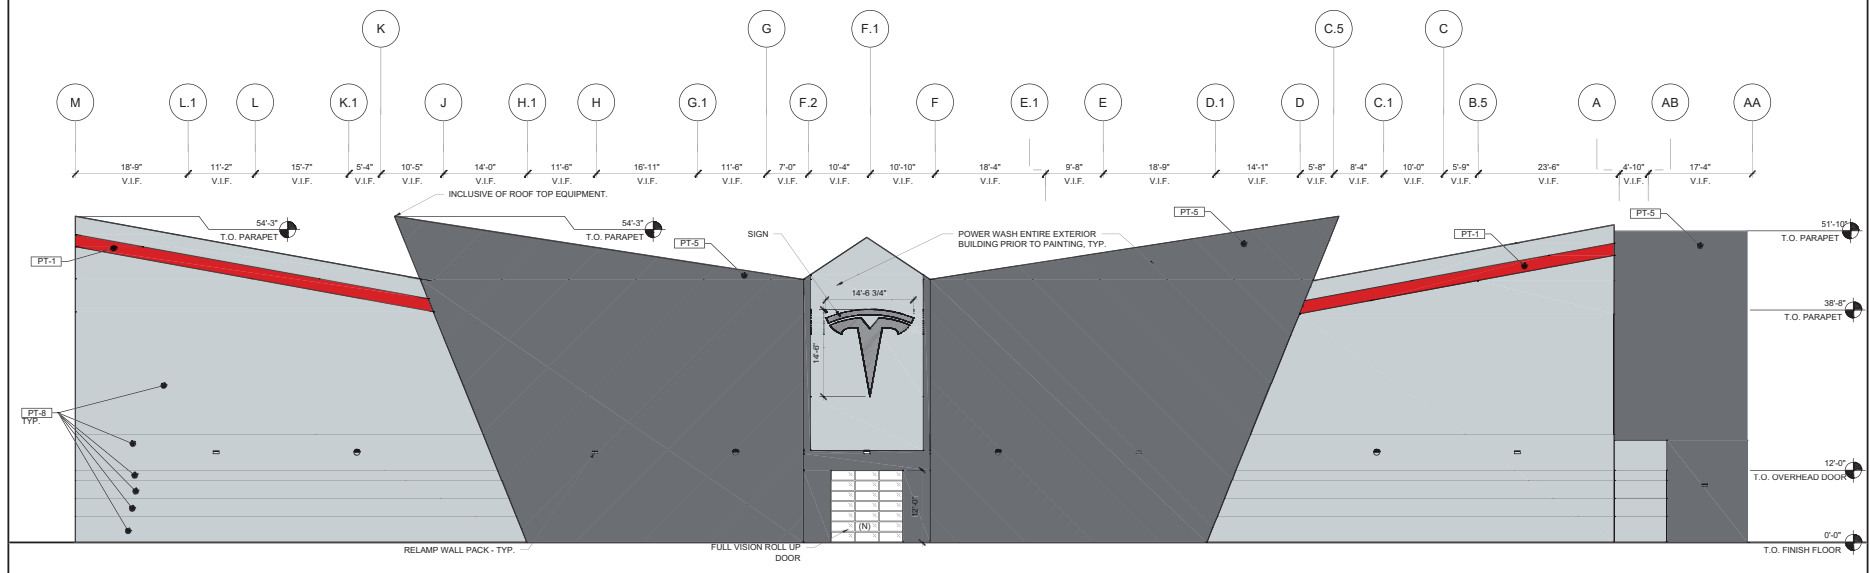 K
G
F.1
C.5
C
M
L.1
L
K.1
J
H.1
H
G.1
F.2
F
E.1
E
D.1
D
C.1
B.5
A
AB
AA
18'-9"
V.I.F.
11'-2"
V.I.F.
15'-7"
V.I.F.
5'-4"
V.I.F.
10'-5"
V.I.F.
14'-0"
V.I.F.
11'-6"
V.I.F.
16'-11"
V.I.F.
11'-6"
V.I.F.
7'-0"
V.I.F.
10'-4"
V.I.F.
10'-10"
V.I.F.
18'-4"
V.I.F.
9'-8"
V.I.F.
18'-9"
V.I.F.
14'-1"
V.I.F.
5'-8"
V.I.F.
8'-4"
V.I.F.
10'-0"
V.I.F.
5'-9"
V.I.F.
23'-6"
V.I.F.
4'-10"
V.I.F.
17'-4"
V.I.F.
INCLUSIVE OF ROOF TOP EQUIPMENT.
54'-3"
T.O. PARAPET
54'-3"
T.O. PARAPET
PT-5
PT-5
PT-5
51'-10"
T.O. PARAPET
SIGN
POWER WASH ENTIRE EXTERIOR
BUILDING PRIOR TO PAINTING, TYP.
PT-1
PT-1
14'-6 3/4"
14'-6"
38'-8"
T.O. PARAPET
PT-8
TYP.
12'-0"
T.O. OVERHEAD DOOR
12'-0"
(N)
RELAMP WALL PACK - TYP.
FULL VISION ROLL UP
DOOR
0'-0"
T.O. FINISH FLOOR